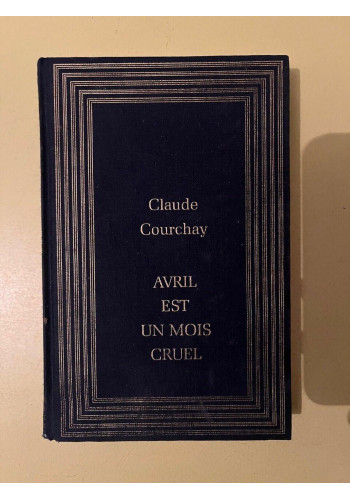 Claude
Courchay
AVRIL
EST
UN MOIS
CRUEL